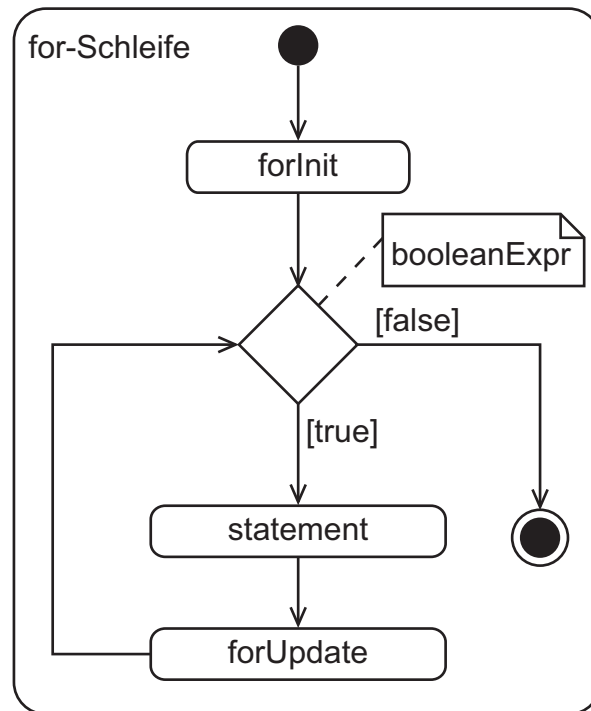 for-Schleife
forInit
booleanExpr
[false]
[true]
statement
forUpdate